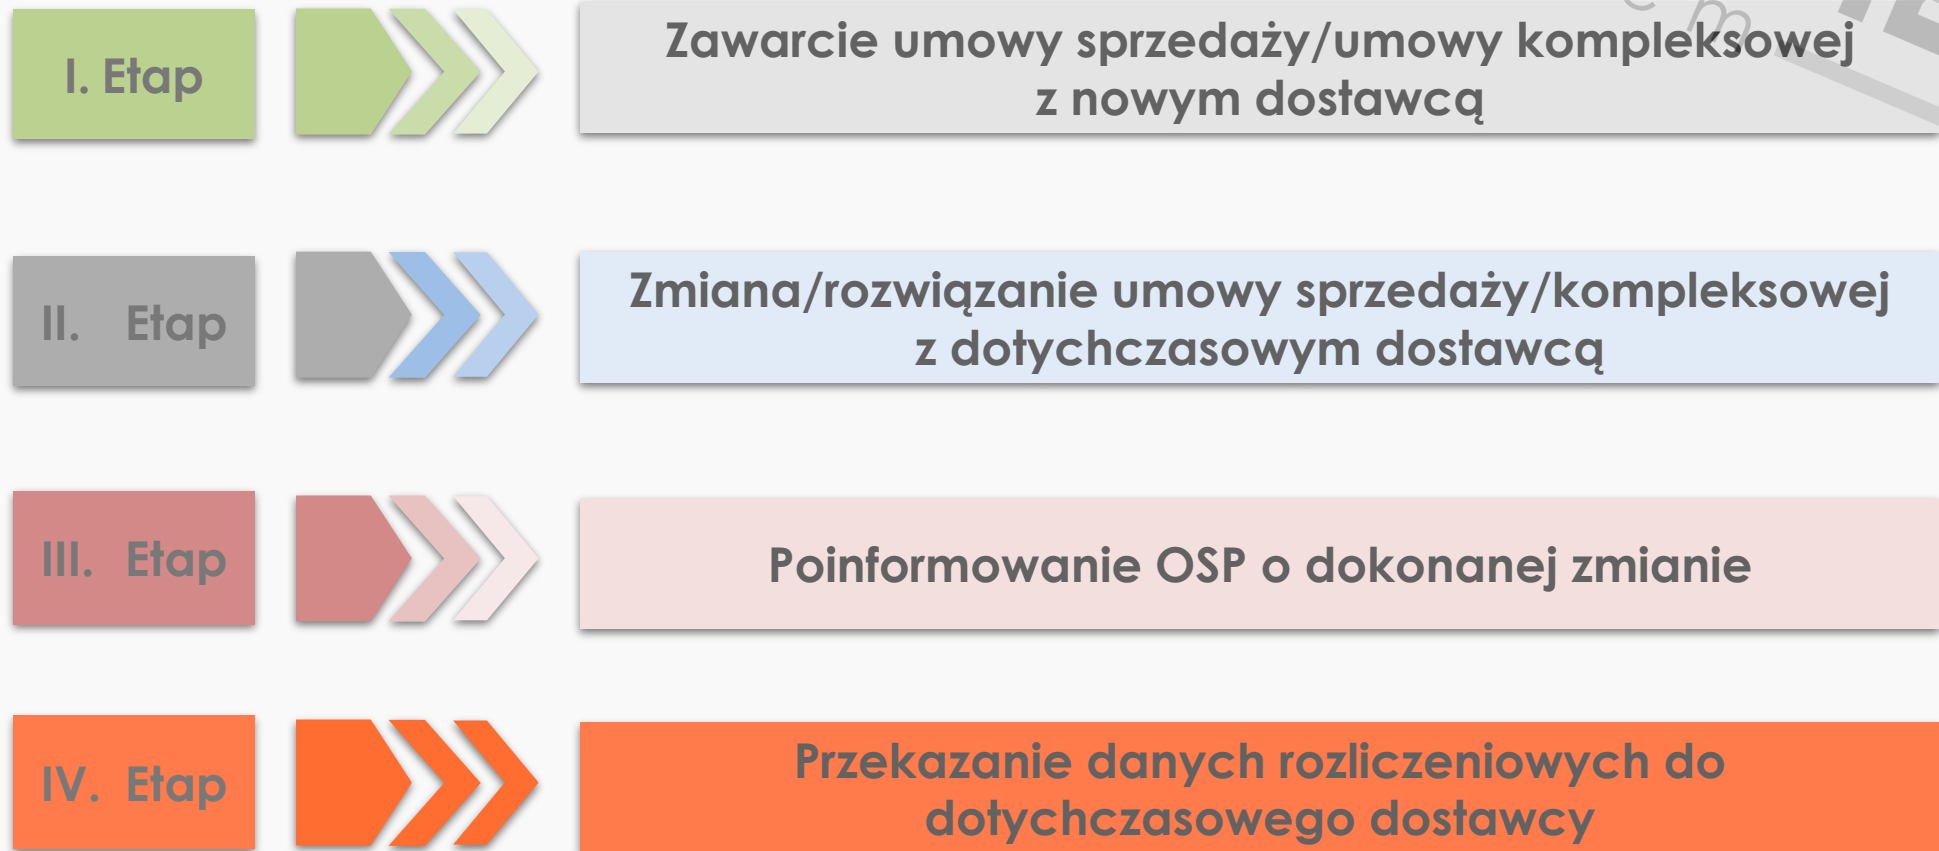 I. Etap
Zawarcie umowy sprzedaży/umowy kompleksowej
z nowym dostawcą
II. Etap
Zmiana/rozwiązanie umowy sprzedaży/kompleksowej
z dotychczasowym dostawcą
III. Etap
Poinformowanie OSP o dokonanej zmianie
IV. Etap
Przekazanie danych rozliczeniowych do
dotychczasowego dostawcy